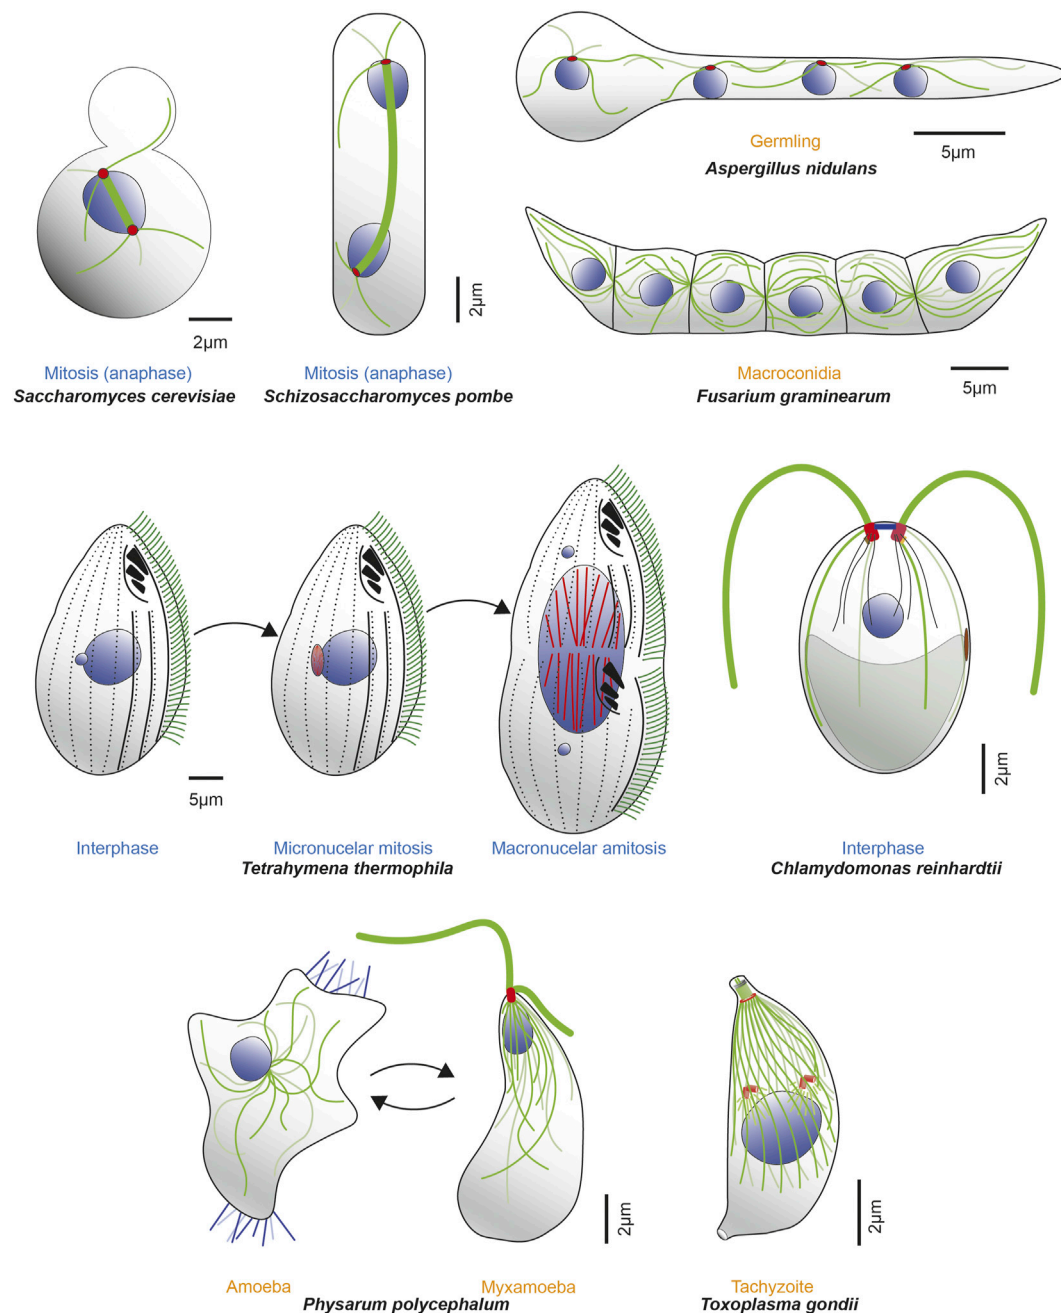 5μm
Germling
Aspergillus nidulans
2μm
2μm
Mitosis (anaphase)
Saccharomyces cerevisiae
Mitosis (anaphase)
Schizosaccharomyces pombe
Macroconidia
Fusarium graminearum
5μm
5μm
2μm
Interphase
Micronucelar mitosis
Macronucelar amitosis
Tetrahymena thermophila
Interphase
Chlamydomonas reinhardtii
2μm
2μm
Amoeba
Myxamoeba
Physarum polycephalum
Tachyzoite
Toxoplasma gondii